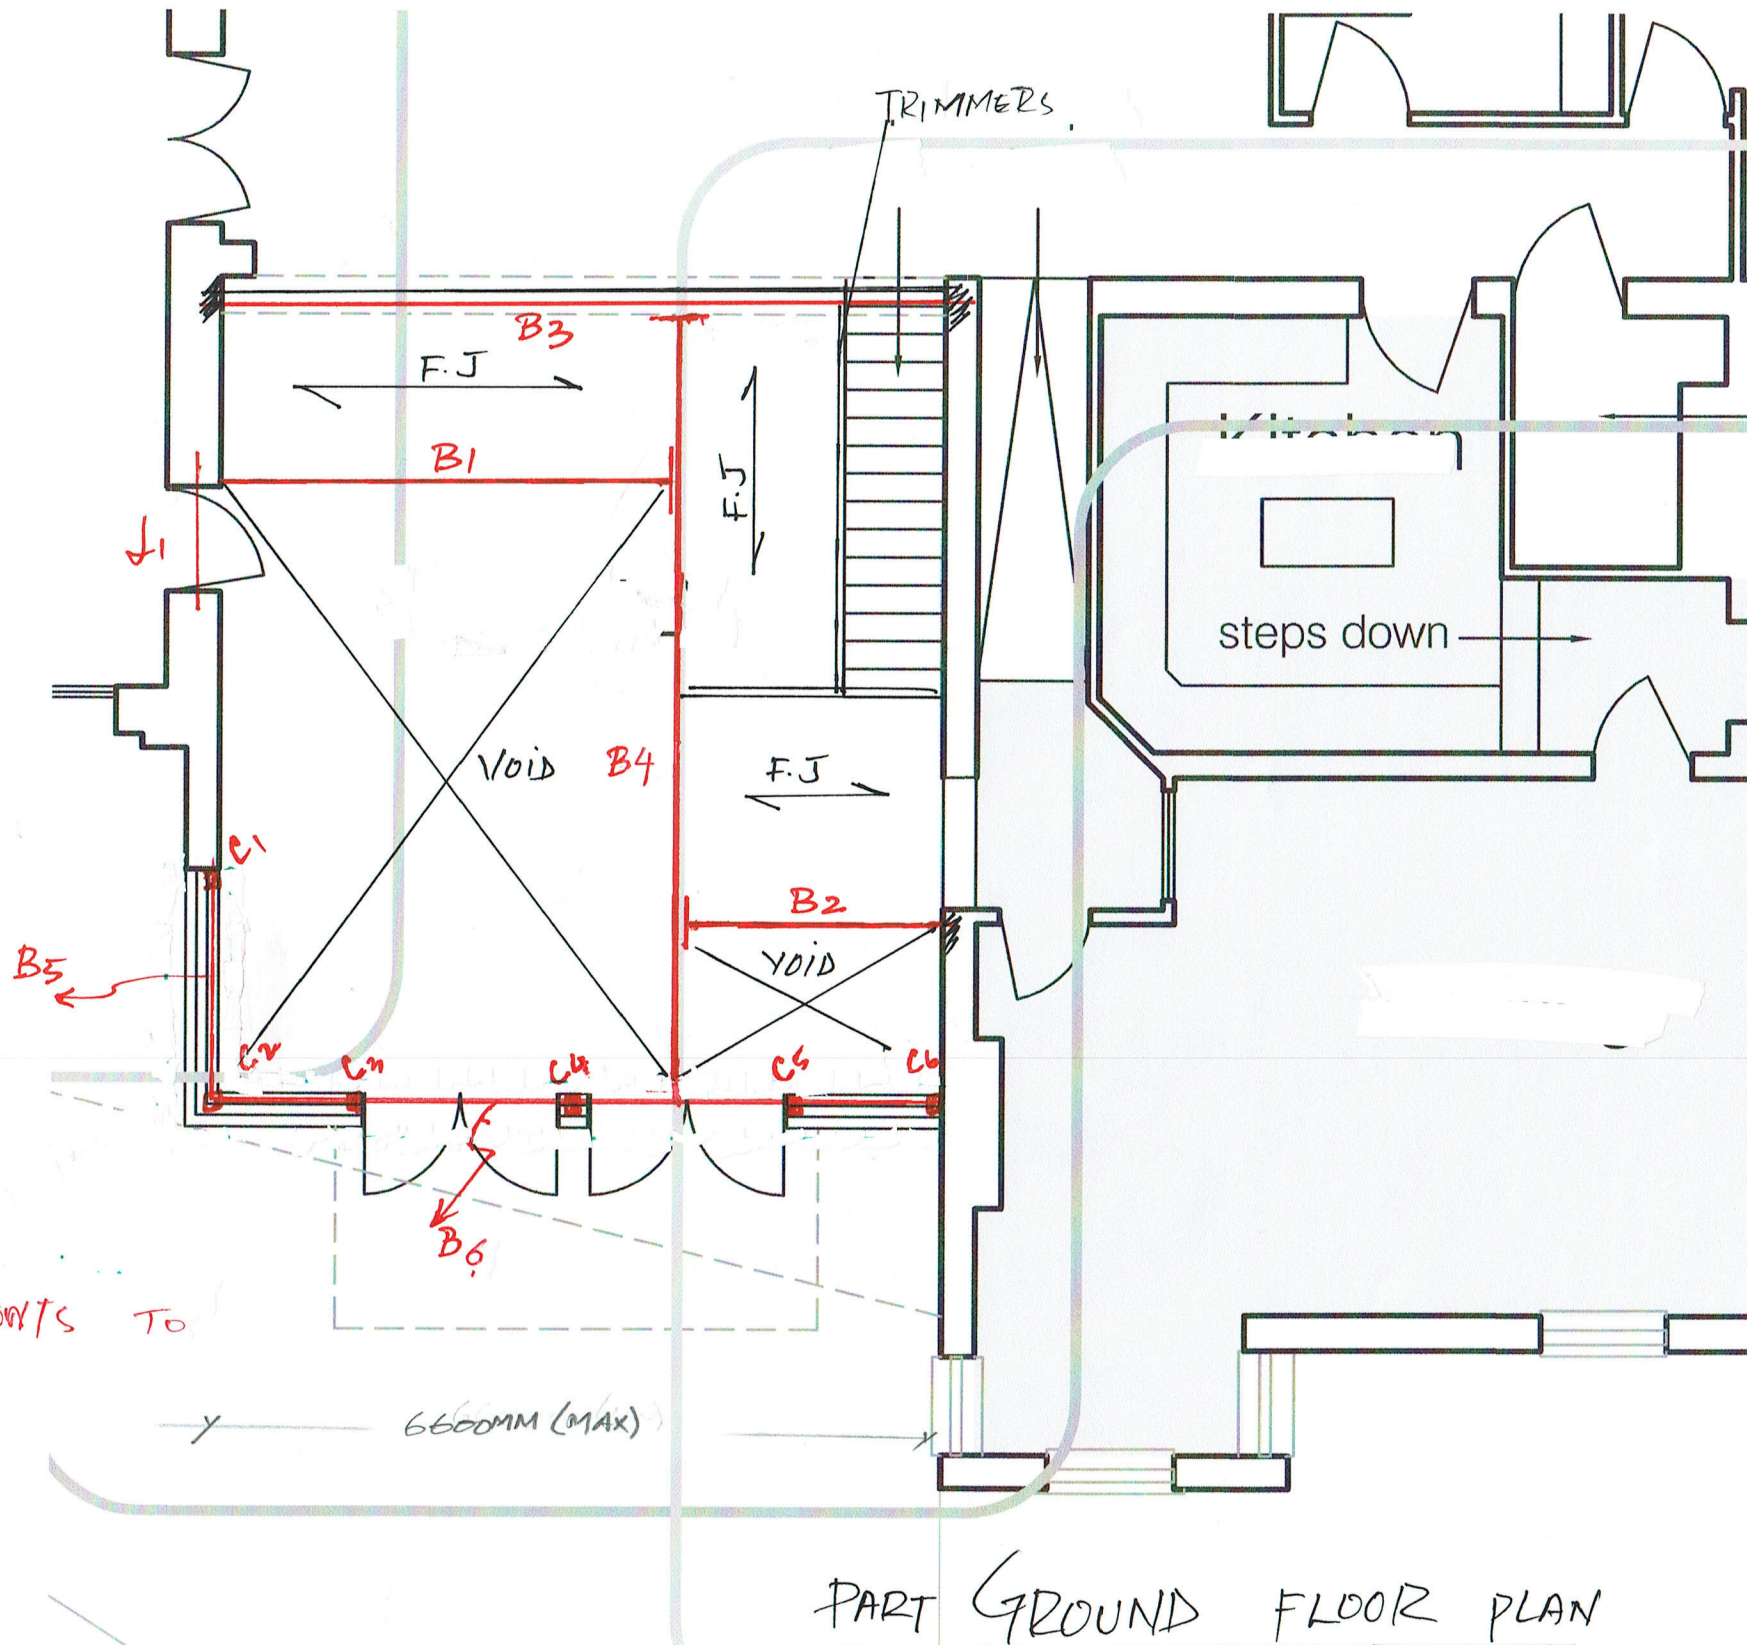 TRIMMERS
B3
F.J
B1
F.J
J1
steps down
VOID
B4
F.J
C1
B2
VOID
B5
C2
C3
C4
C5
C6
B6
TO
6600MM (MAX)
PART GROUND FLOOR PLAN